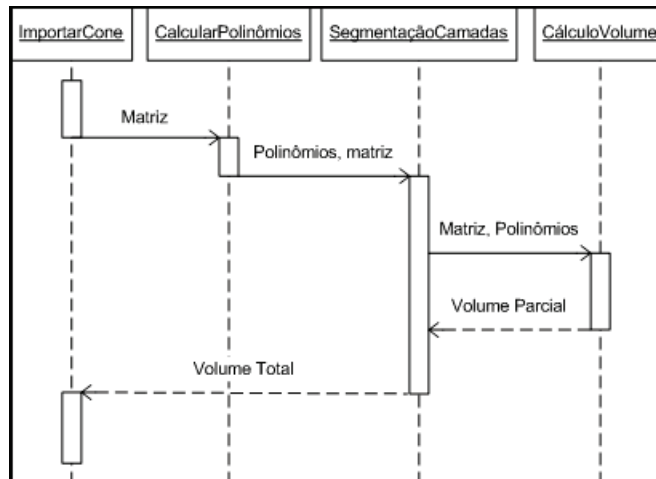 ImportarCone
CalcularPolinômios
SegmentaçãoCamadas
CálculoVolume
Matriz
Polinômios, matriz
Matriz, Polinômios
Volume Parcial
Volume Total